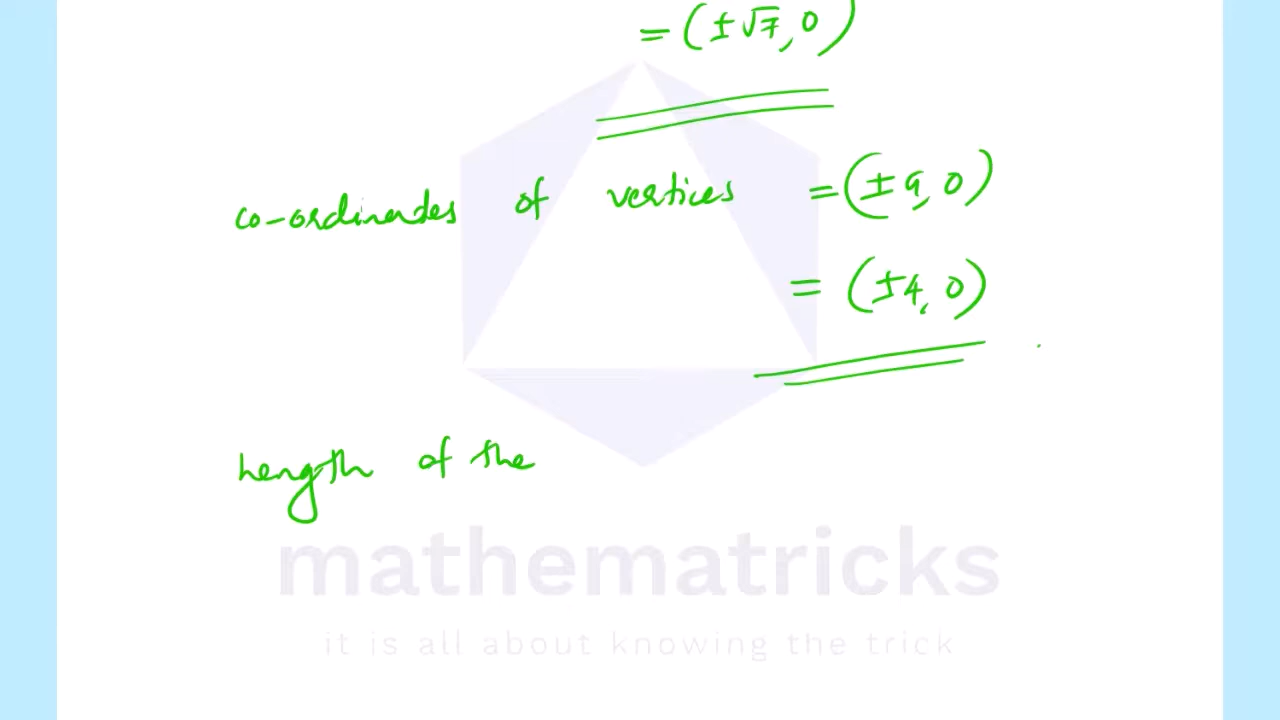 = (±√7, 0)
co-ordinates of vertices = (±a, 0)
= (±4, 0)
Length of the
mathematricks
it is all about knowing the trick